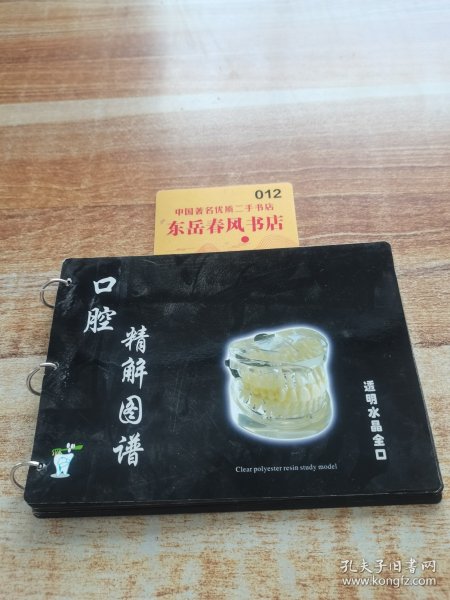 012
中国著名优质二手书店
东岳春风书店
口腔
精解图谱
透明水晶全口
Clear polyester resin study model
孔夫子旧书网
www.kongfz.com